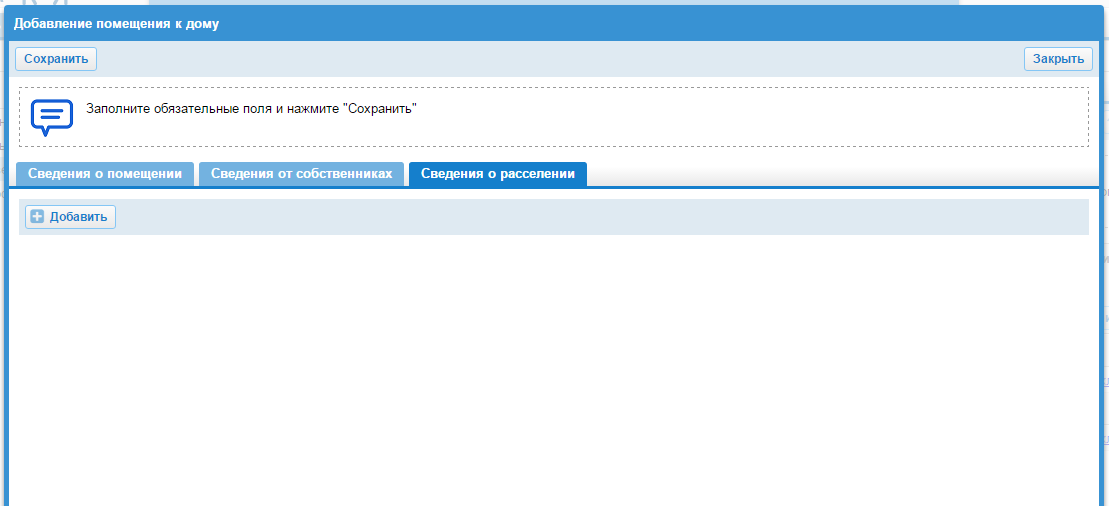 Добавление помещения к дому
Сохранить
Закрыть
Заполните обязательные поля и нажмите "Сохранить"
Сведения о помещении
Сведения от собственниках
Сведения о расселении
Добавить